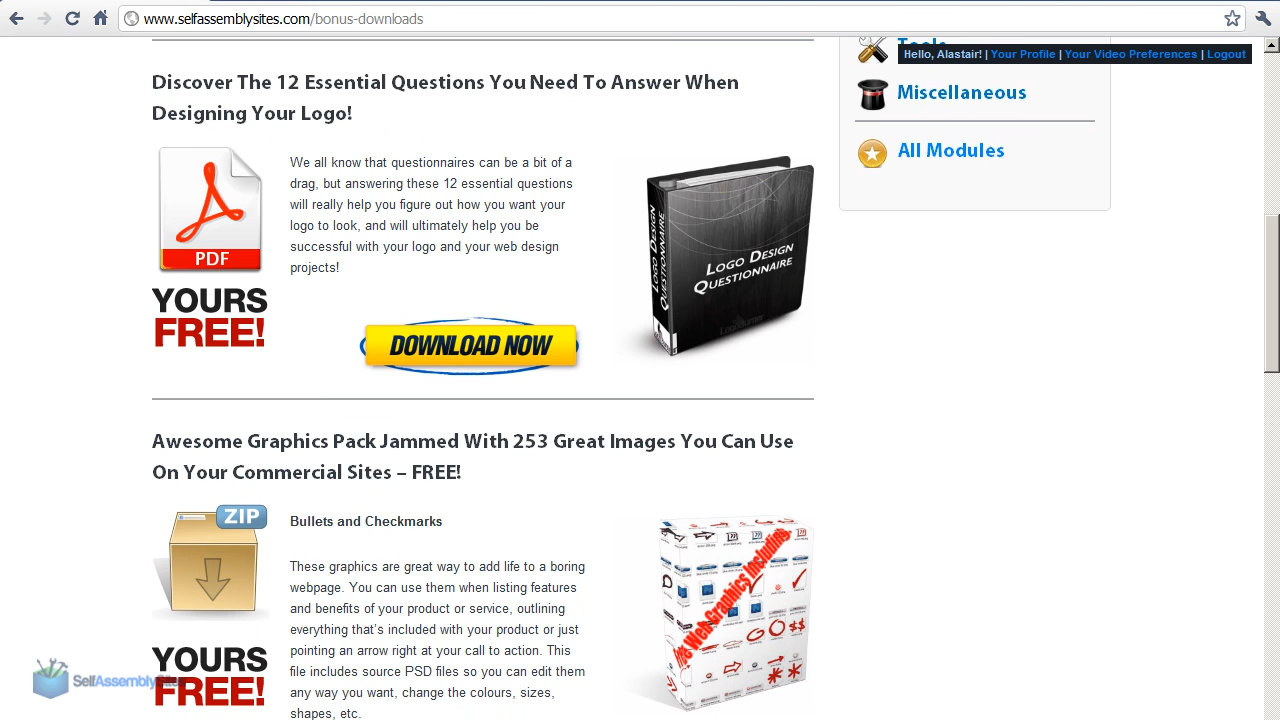 www.selfassemblysites.com/bonus-downloads
Tools
Hello, Alastair! | Your Profile | Your Video Preferences | Logout
Miscellaneous
All Modules
Discover The 12 Essential Questions You Need To Answer When
Designing Your Logo!
We all know that questionnaires can be a bit of a
drag, but answering these 12 essential questions
will really help you figure out how you want your
logo to look, and will ultimately help you be
successful with your logo and your web design
projects!
PDF
YOURS
FREE!
DOWNLOAD NOW
LOGO DESIGN
QUESTIONNAIRE
LOGO DESIGN
QUESTIONNAIRE
Awesome Graphics Pack Jammed With 253 Great Images You Can Use
On Your Commercial Sites – FREE!
ZIP
Bullets and Checkmarks
These graphics are great way to add life to a boring
webpage. You can use them when listing features
and benefits of your product or service, outlining
everything that's included with your product or just
pointing an arrow right at your call to action. This
file includes source PSD files so you can edit them
any way you want, change the colours, sizes,
shapes, etc.
YOURS
FREE!
SelfAssemblySites
Web Graphics Including